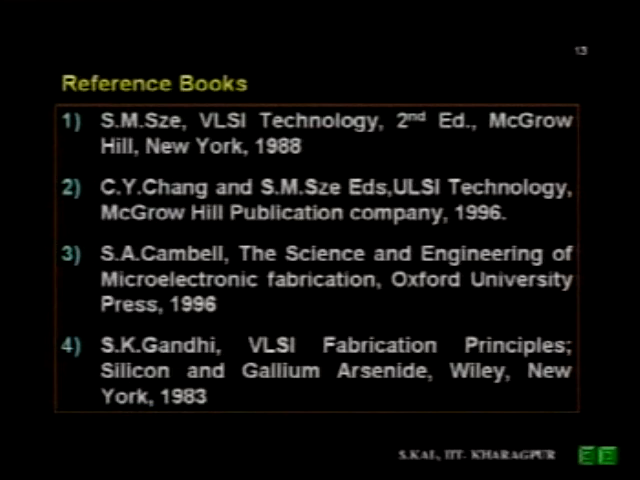 13
Reference Books
1) S.M.Sze, VLSI Technology, 2nd Ed., McGrow
Hill, New York, 1988
2) C.Y.Chang and S.M.Sze Eds,ULSI Technology,
McGrow Hill Publication company, 1996.
3) S.A.Cambell, The Science and Engineering of
Microelectronic fabrication, Oxford University
Press, 1996
4) S.K.Gandhi, VLSI Fabrication Principles;
Silicon and Gallium Arsenide, Wiley, New
York, 1983
S.KAL, IIT- KHARAGPUR